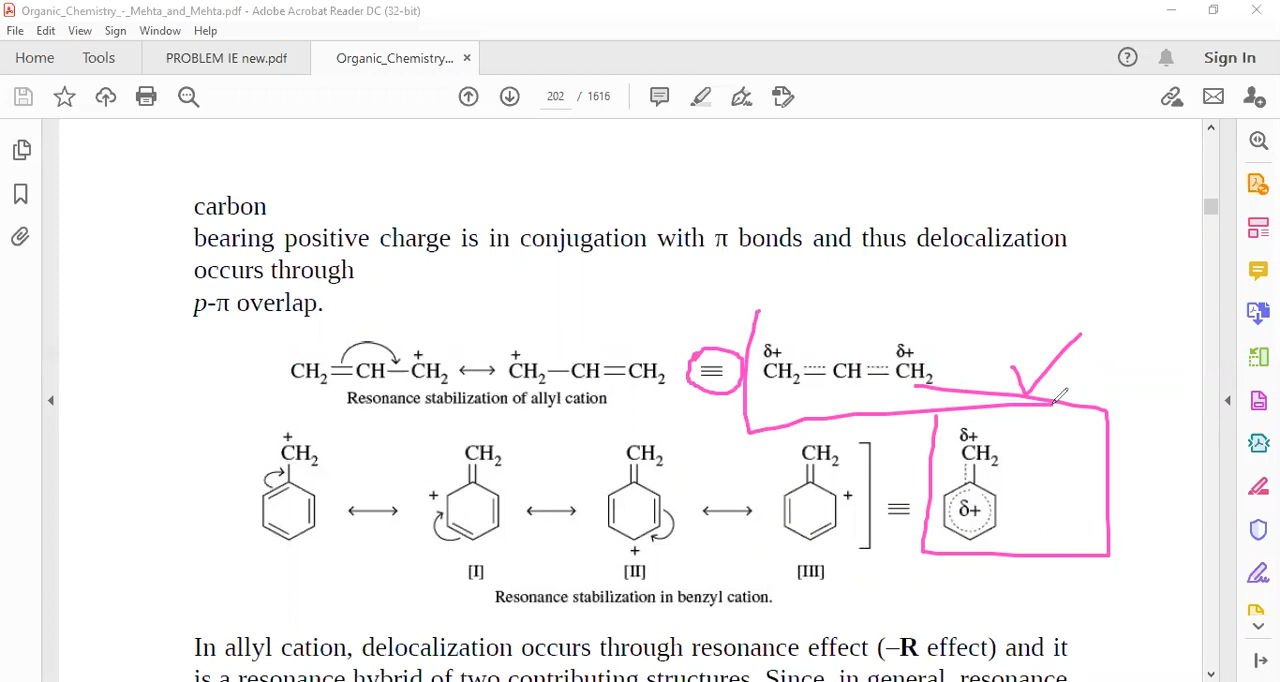 Organic_Chemistry_-_Mehta_and_Mehta.pdf - Adobe Acrobat Reader DC (32-bit)
File Edit View Sign Window Help
Home Tools PROBLEM IE new.pdf Organic_Chemistry... × Sign In
202 / 1616
carbon
bearing positive charge is in conjugation with π bonds and thus delocalization
occurs through
p-π overlap.
CH₂=CH—C⁺H₂ ↔ C⁺H₂—CH=CH₂ ≡ δ+ CH₂ ⋯ CH ⋯ δ+ CH₂
Resonance stabilization of allyl cation
+ CH₂ ↔ CH₂ + ↔ CH₂ + ↔ CH₂ + ] ≡ δ+ CH₂ δ+
[I] [II] [III]
Resonance stabilization in benzyl cation.
In allyl cation, delocalization occurs through resonance effect (–R effect) and it
is a resonance hybrid of two contributing structures. Since, in general, resonance